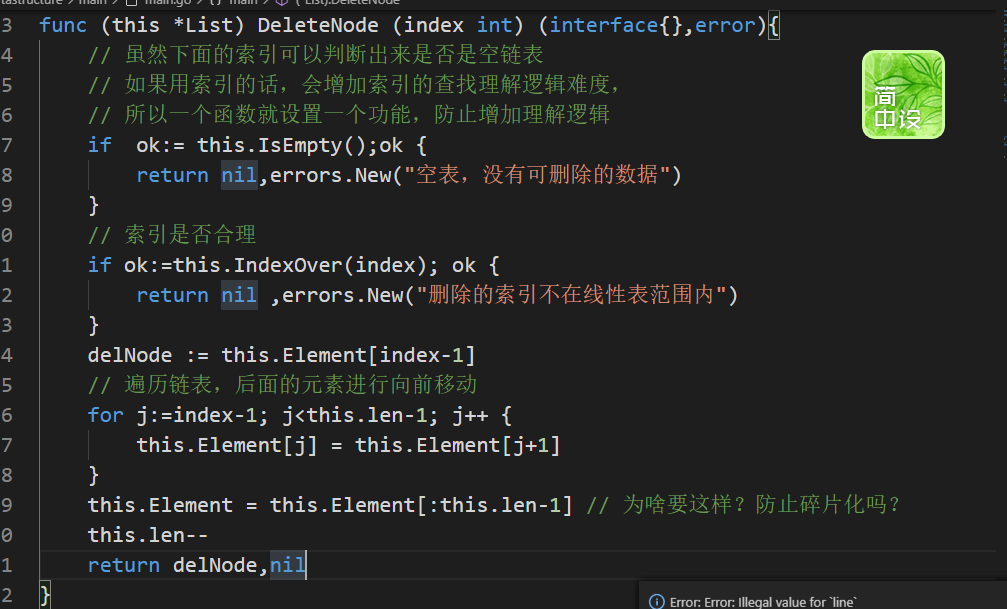 tastructure > main > main.go > {} main > (*List).DeleteNode
3 func (this *List) DeleteNode (index int) (interface{},error){
4 // 虽然下面的索引可以判断出来是否是空链表
5 // 如果用索引的话，会增加索引的查找理解逻辑难度，
6 // 所以一个函数就设置一个功能，防止增加理解逻辑
7 if ok:= this.IsEmpty();ok {
8 return nil,errors.New("空表，没有可删除的数据")
9 }
0 // 索引是否合理
1 if ok:=this.IndexOver(index); ok {
2 return nil ,errors.New("删除的索引不在线性表范围内")
3 }
4 delNode := this.Element[index-1]
5 // 遍历链表，后面的元素进行向前移动
6 for j:=index-1; j<this.len-1; j++ {
7 this.Element[j] = this.Element[j+1]
8 }
9 this.Element = this.Element[:this.len-1] // 为啥要这样？防止碎片化吗？
0 this.len--
1 return delNode,nil
2 }
简
中设
Error: Error: Illegal value for `line`